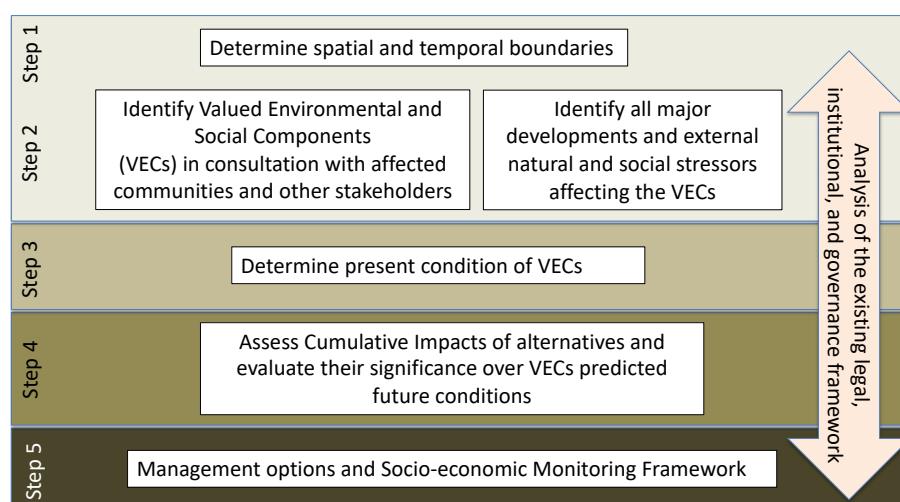 Step 1
Determine spatial and temporal boundaries
Step 2
Identify Valued Environmental and
Social Components
(VECs) in consultation with affected
communities and other stakeholders
Identify all major
developments and external
natural and social stressors
affecting the VECs
Step 3
Determine present condition of VECs
Step 4
Assess Cumulative Impacts of alternatives and
evaluate their significance over VECs predicted
future conditions
Step 5
Management options and Socio-economic Monitoring Framework
Analysis of the existing legal,
institutional, and governance framework